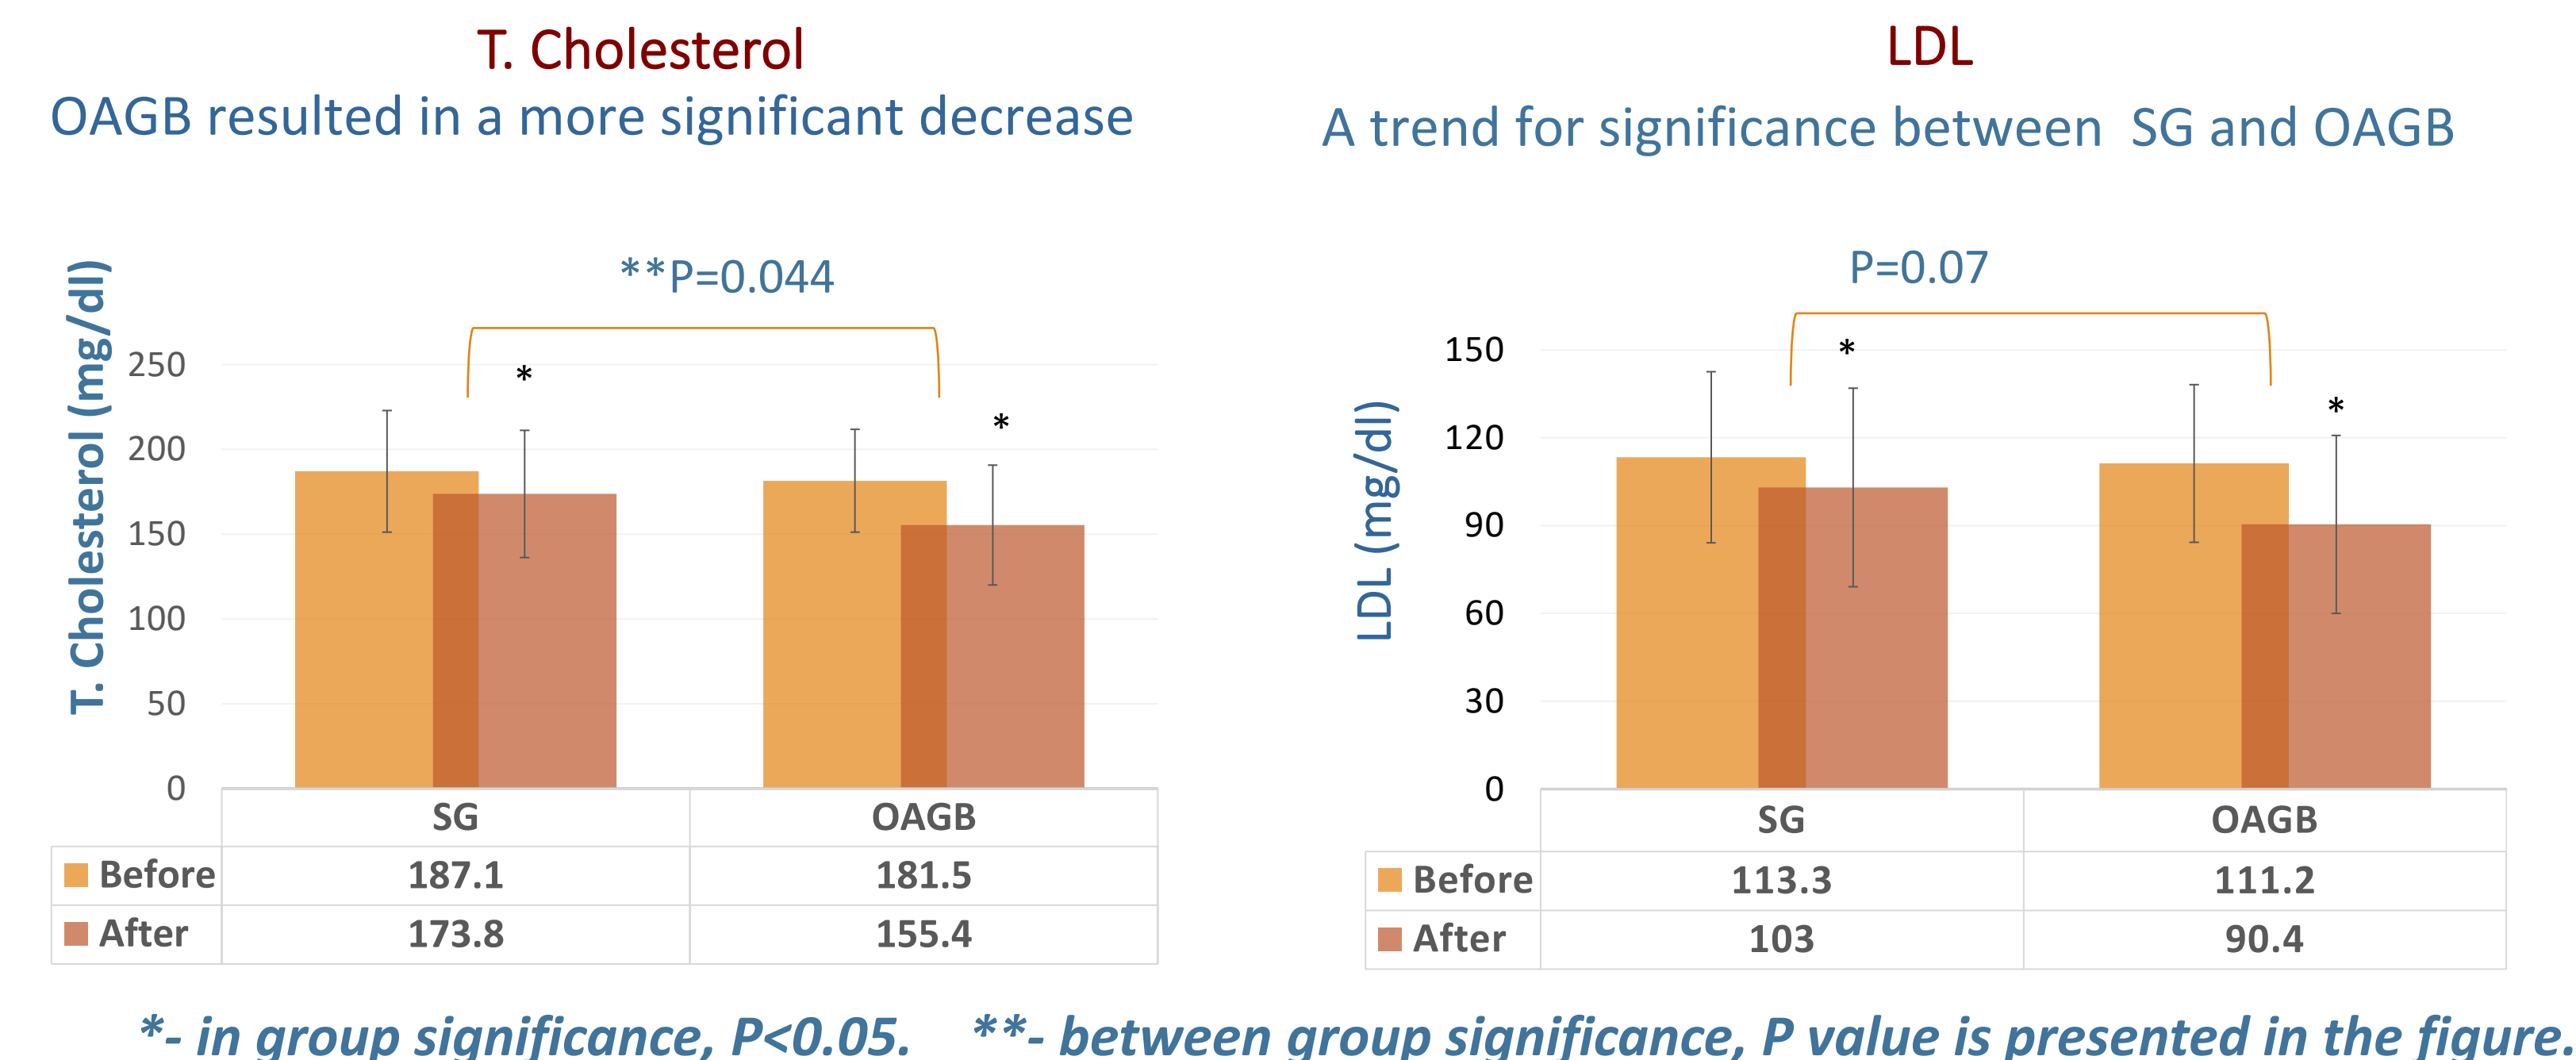 T. Cholesterol
OAGB resulted in a more significant decrease
**P=0.044
T. Cholesterol (mg/dl)
250
*
200
*
150
100
50
0
SG OAGB
Before 187.1 181.5
After 173.8 155.4
LDL
A trend for significance between SG and OAGB
P=0.07
LDL (mg/dl)
150
*
120
*
90
60
30
0
SG OAGB
Before 113.3 111.2
After 103 90.4
*- in group significance, P<0.05. **- between group significance, P value is presented in the figure.